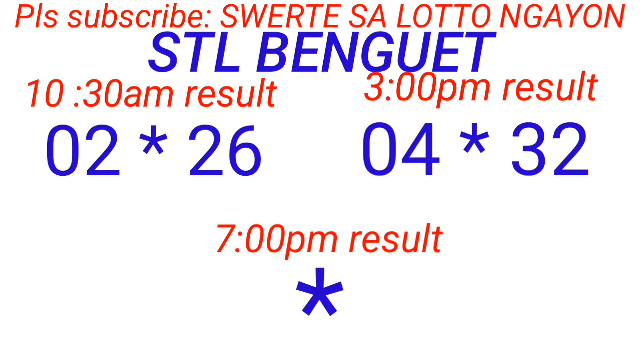 Pls subscribe: SWERTE SA LOTTO NGAYON
STL BENGUET
10 :30am result
02 * 26
3:00pm result
04 * 32
7:00pm result
*